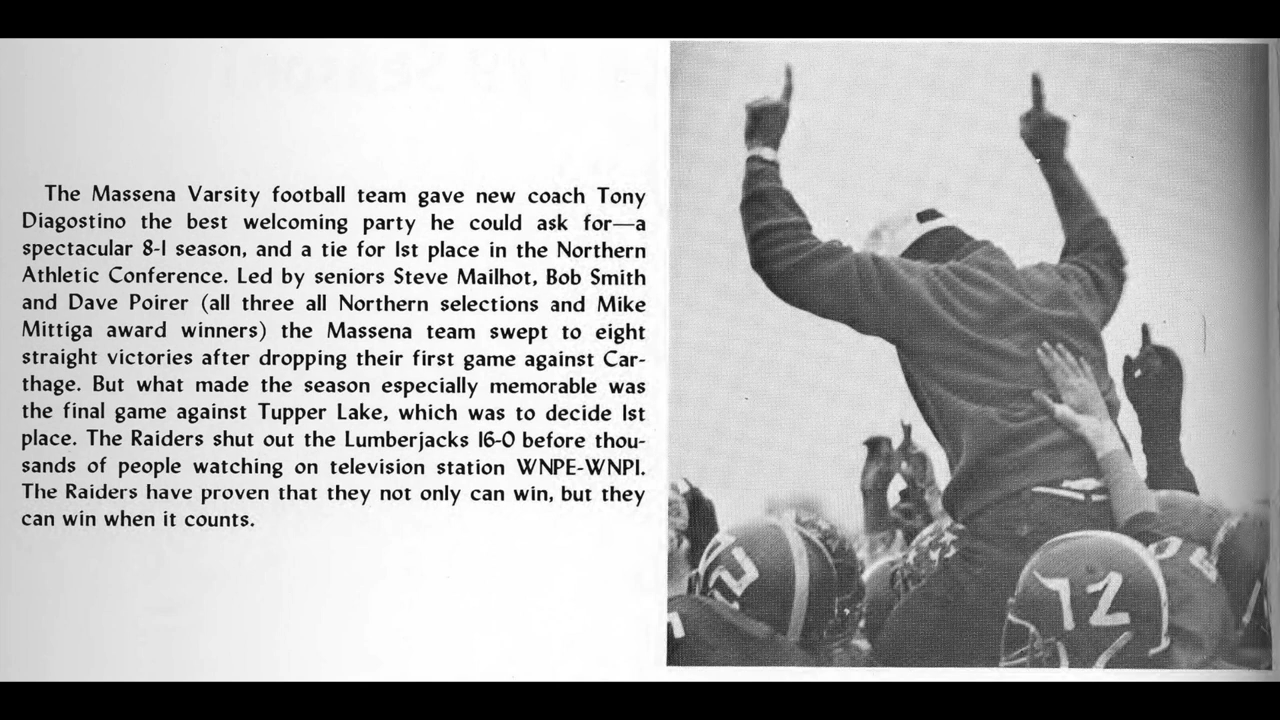 The Massena Varsity football team gave new coach Tony
Diagostino the best welcoming party he could ask for—a
spectacular 8-1 season, and a tie for 1st place in the Northern
Athletic Conference. Led by seniors Steve Mailhot, Bob Smith
and Dave Poirer (all three all Northern selections and Mike
Mittiga award winners) the Massena team swept to eight
straight victories after dropping their first game against Car-
thage. But what made the season especially memorable was
the final game against Tupper Lake, which was to decide 1st
place. The Raiders shut out the Lumberjacks 16-0 before thou-
sands of people watching on television station WNPE-WNPI.
The Raiders have proven that they not only can win, but they
can win when it counts.
72